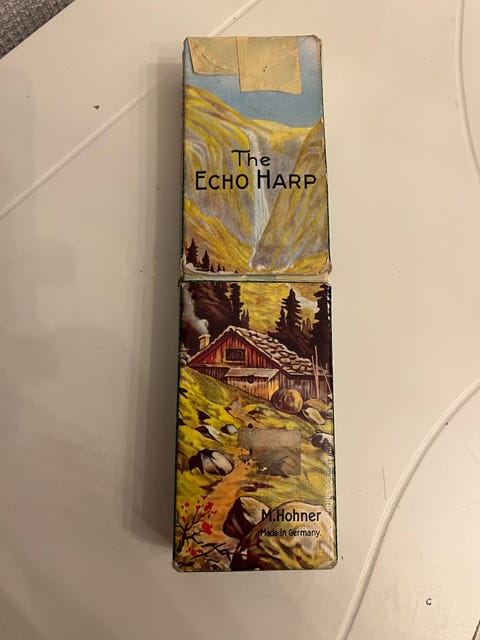 The
ECHO HARP
M. Hohner
Made in Germany.